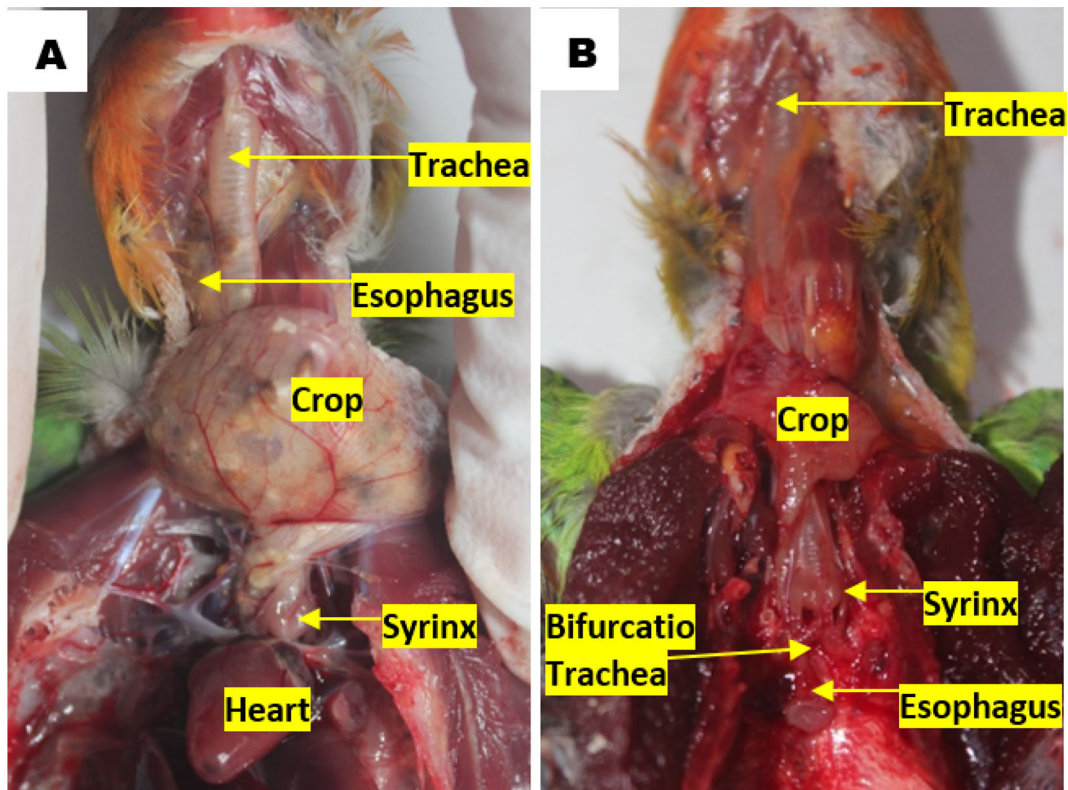 A
Trachea
Esophagus
Crop
Syrinx
Heart
B
Trachea
Crop
Syrinx
Bifurcatio
Trachea
Esophagus